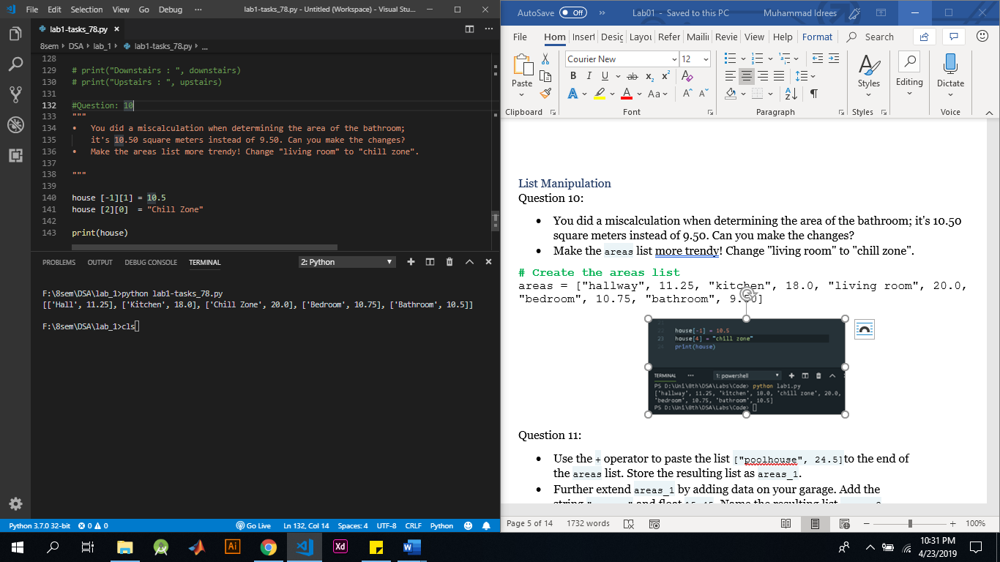 File Edit Selection View Go Debug ··· lab1-tasks_78.py - Untitled (Workspace) - Visual Stu...
lab1-tasks_78.py ×
8sem › DSA › lab_1 › lab1-tasks_78.py › ...
128
129 # print("Downstairs : ", downstairs)
130 # print("Upstairs : ", upstairs)
131
132 #Question: 10
133 """
134 • You did a miscalculation when determining the area of the bathroom;
135 it's 10.50 square meters instead of 9.50. Can you make the changes?
136 • Make the areas list more trendy! Change "living room" to "chill zone".
137
138 """
139
140 house [-1][1] = 10.5
141 house [2][0]  = "Chill Zone"
142
143 print(house)
PROBLEMS OUTPUT DEBUG CONSOLE TERMINAL 2: Python
F:\8sem\DSA\lab_1>python lab1-tasks_78.py
[['Hall', 11.25], ['Kitchen', 18.0], ['Chill Zone', 20.0], ['Bedroom', 10.75], ['Bathroom', 10.5]]
F:\8sem\DSA\lab_1>cls
Python 3.7.0 32-bit 0 0 Go Live Ln 132, Col 14 Spaces: 4 UTF-8 CRLF Python
AutoSave Off » Lab01 - Saved to this PC Muhammad Idrees
File Hom Insert Desig Layou Refer Mailin Revie View Help Format Search
Courier New 12
Paste
B I U ab x₂ x²
A A Aa A A
Styles Editing Dictate
Clipboard Font Paragraph Styles Voice
List Manipulation
Question 10:
• You did a miscalculation when determining the area of the bathroom; it's 10.50
square meters instead of 9.50. Can you make the changes?
• Make the areas list more trendy! Change "living room" to "chill zone".
# Create the areas list
areas = ["hallway", 11.25, "kitchen", 18.0, "living room", 20.0,
"bedroom", 10.75, "bathroom", 9.50]
22 house[-1] = 10.5
23 house[4] = "chill zone"
24 print(house)
TERMINAL ··· 1: powershell
PS D:\Uni\8th\DSA\Labs\Code> python lab1.py
['hallway', 11.25, 'kitchen', 18.0, 'chill zone', 20.0,
'bedroom', 10.75, 'bathroom', 10.5]
PS D:\Uni\8th\DSA\Labs\Code>
Question 11:
• Use the + operator to paste the list ["poolhouse", 24.5]to the end of
the areas list. Store the resulting list as areas_1.
• Further extend areas_1 by adding data on your garage. Add the
Page 5 of 14 1732 words 100%
Ai Xd W
10:31 PM
4/23/2019